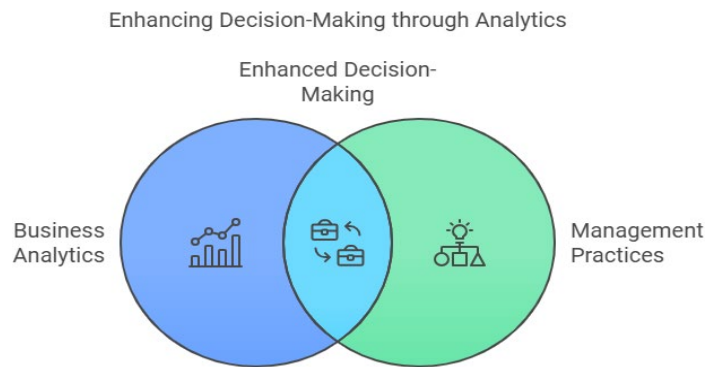 Enhancing Decision-Making through Analytics
Enhanced Decision-
Making
Business
Analytics
Management
Practices